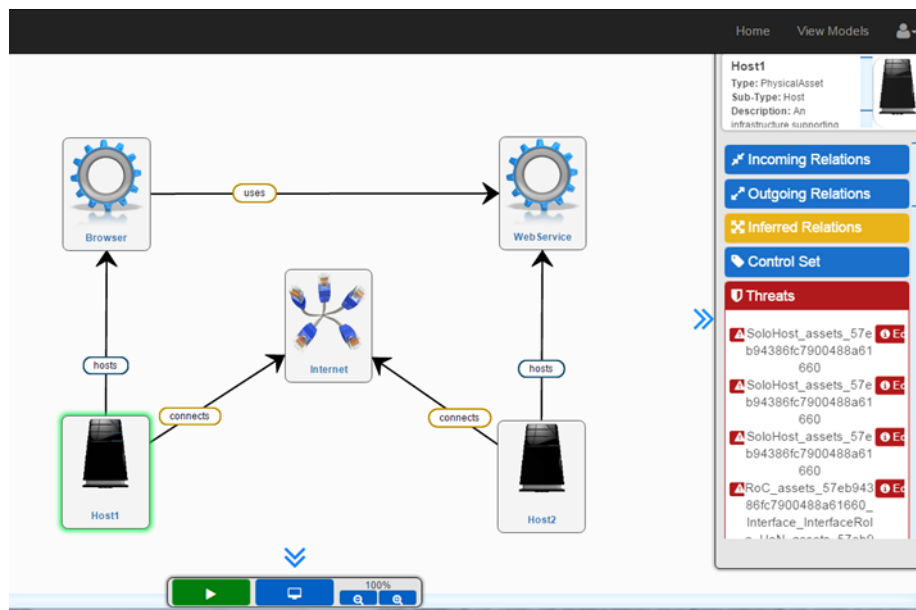 Home View Models
Host1
Type: PhysicalAsset
Sub-Type: Host
Description: An
infrastructure supporting
Incoming Relations
Outgoing Relations
Inferred Relations
Control Set
Threats
SoloHost_assets_57e
b94386fc7900488a61
660
SoloHost_assets_57e
b94386fc7900488a61
660
SoloHost_assets_57e
b94386fc7900488a61
660
RoC_assets_57eb943
86fc7900488a61660_
Interface_InterfaceRol
Browser
uses
WebService
Internet
hosts
hosts
connects
connects
Host1
Host2
100%